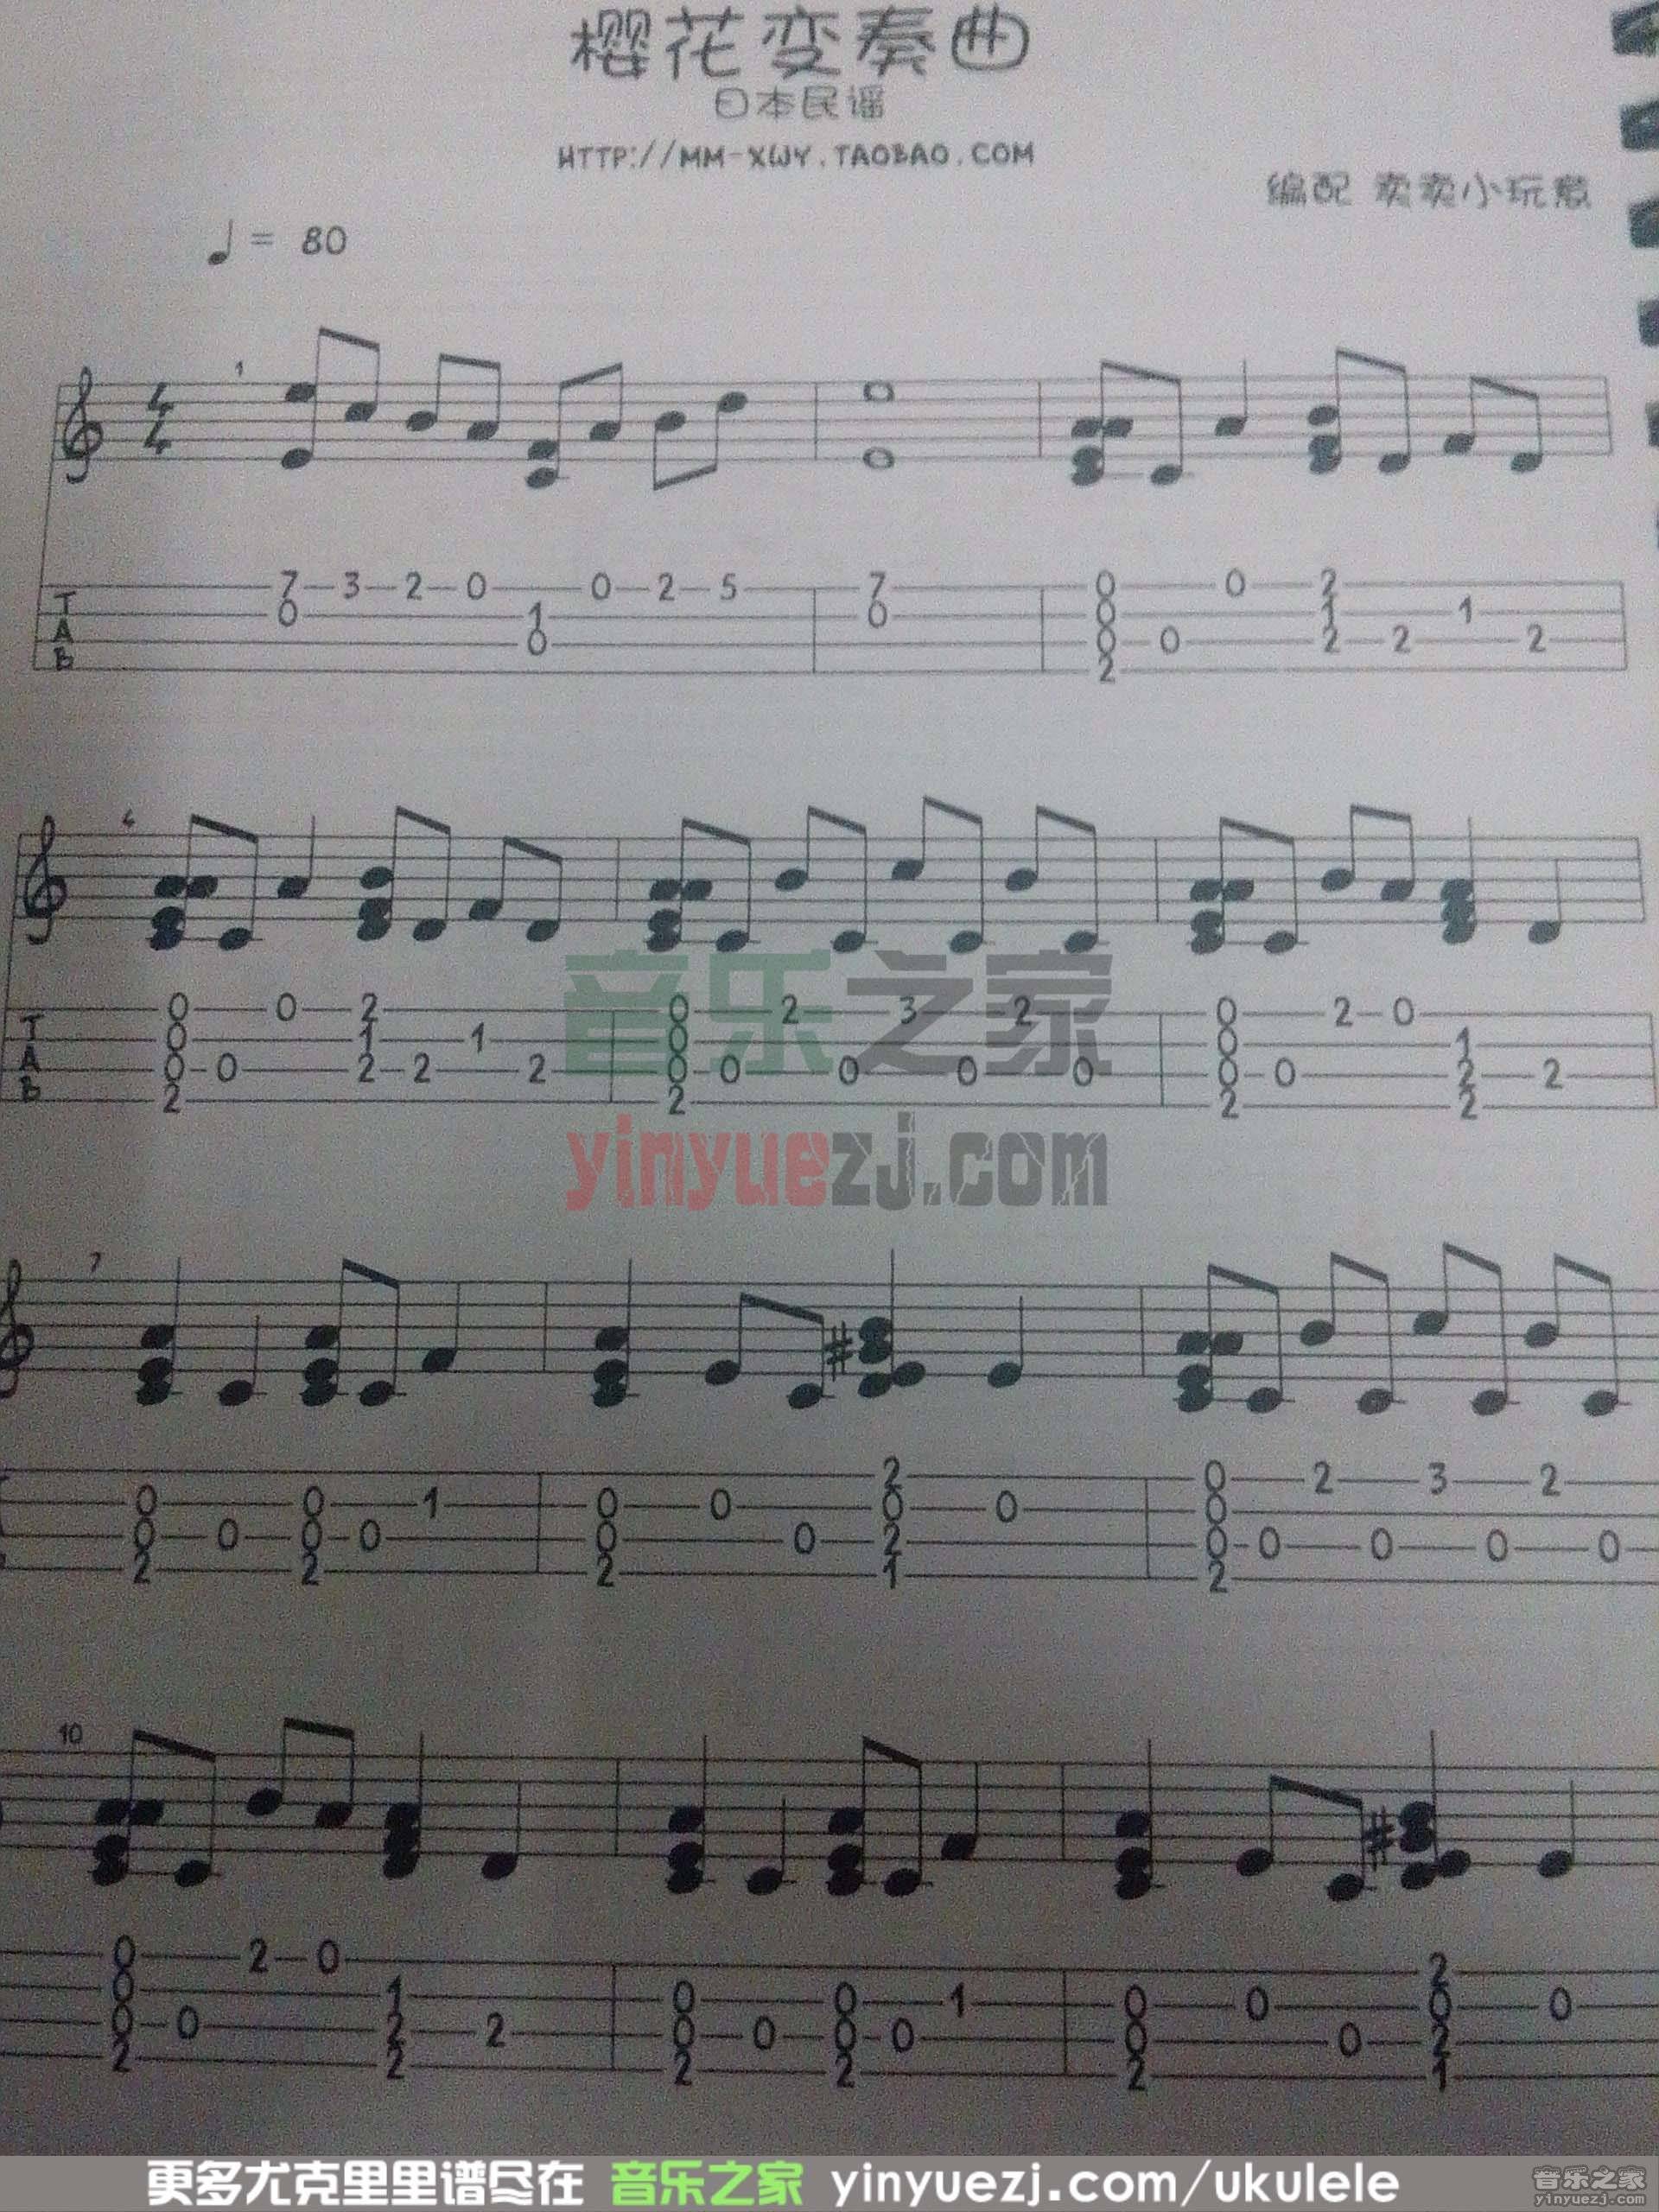 樱花变奏曲
日本民谣
HTTP://MM-XWY.TAOBAO.COM
编配 卖卖小玩意
♩= 80
1
7 3 2 0 0 2 5 7 0 0 2
T 0 1 0 0 1 1
A 0 0 0 2 2 2
B 2
4
0 0 2 0 2 3 2 0 2 0
T 0 1 1 0 0 1
A 0 0 2 2 2 0 0 0 0 0 0 0 2 2
B 2 2 2 2
音乐之家
yinyuezj.com
7
2 0 2 3 2
0 0 1 0 0 0 0 0
0 0 0 0 0 0 2 0 0 0 0 0
2 2 2 1 2
10
0 2 0 2
0 1 0 0 1 0 0 0 0
0 0 2 2 0 0 0 0 0 0 2
2 2 2 2 2 1
更多尤克里里谱尽在 音乐之家 yinyuezj.com/ukulele
音乐之家
yinyuezj.com